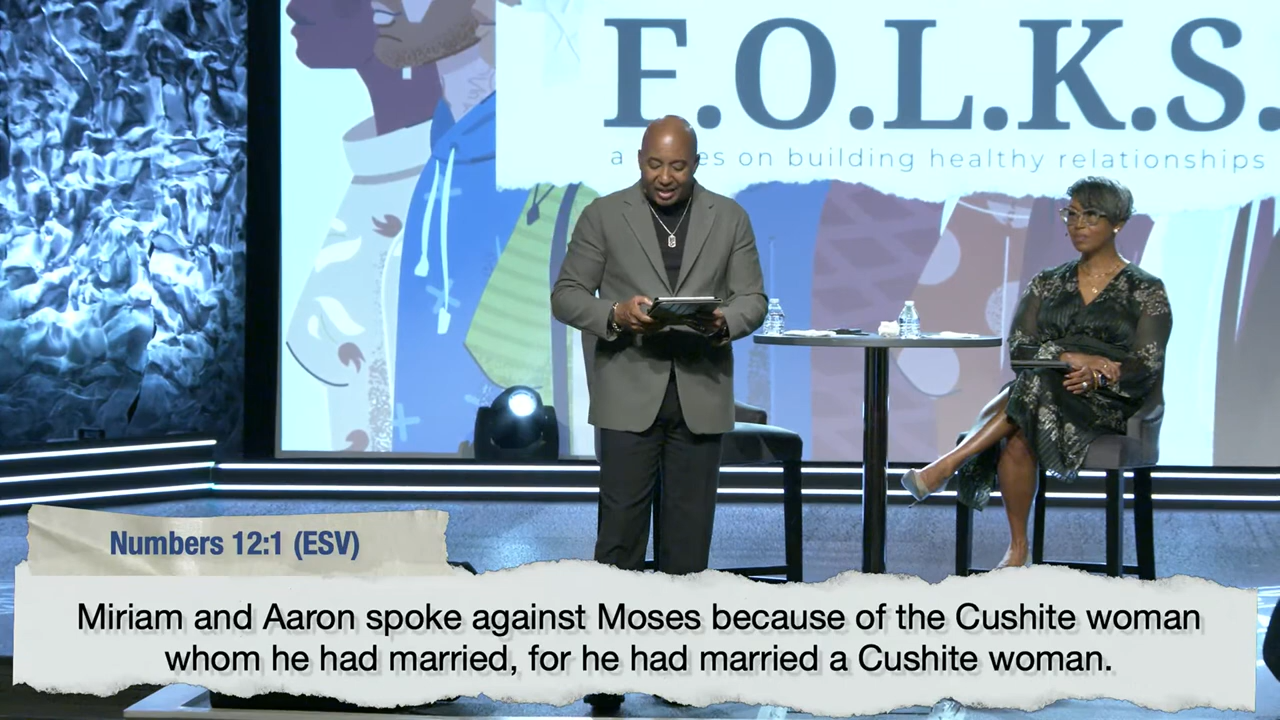 F.O.L.K.S.
a on building healthy relationships
Numbers 12:1 (ESV)
Miriam and Aaron spoke against Moses because of the Cushite woman
whom he had married, for he had married a Cushite woman.